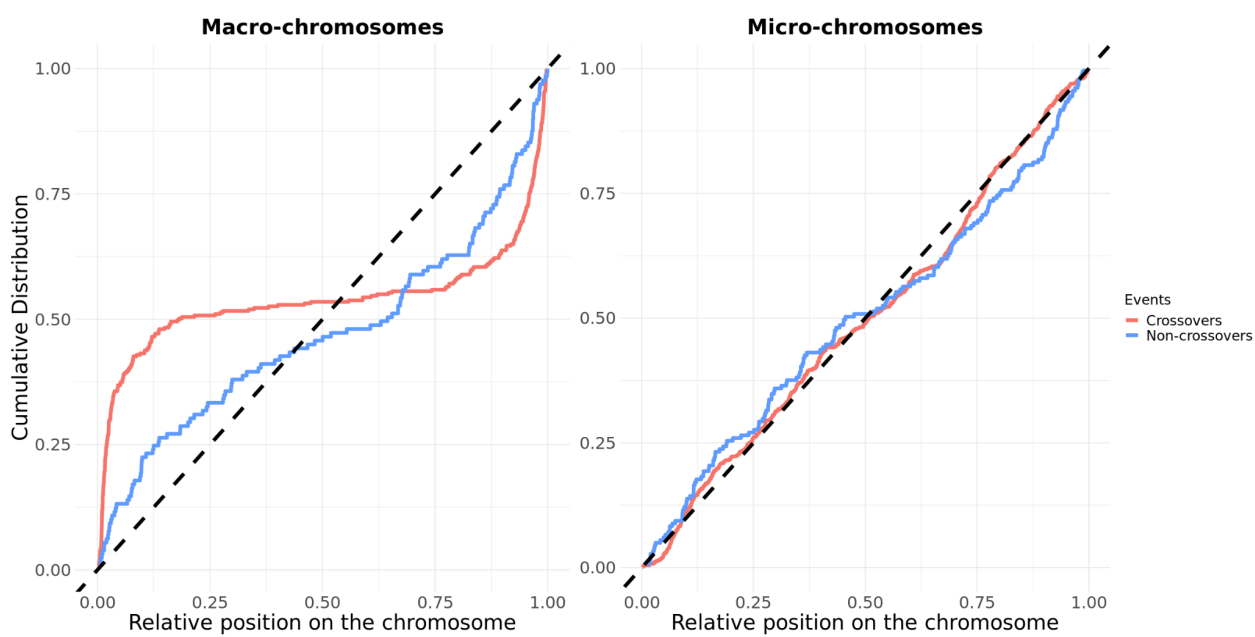 Macro-chromosomes
Micro-chromosomes
Cumulative Distribution
1.00
0.75
0.50
0.25
0.00
0.00 0.25 0.50 0.75 1.00
Relative position on the chromosome
1.00
0.75
0.50
0.25
0.00
0.00 0.25 0.50 0.75 1.00
Relative position on the chromosome
Events
Crossovers
Non-crossovers